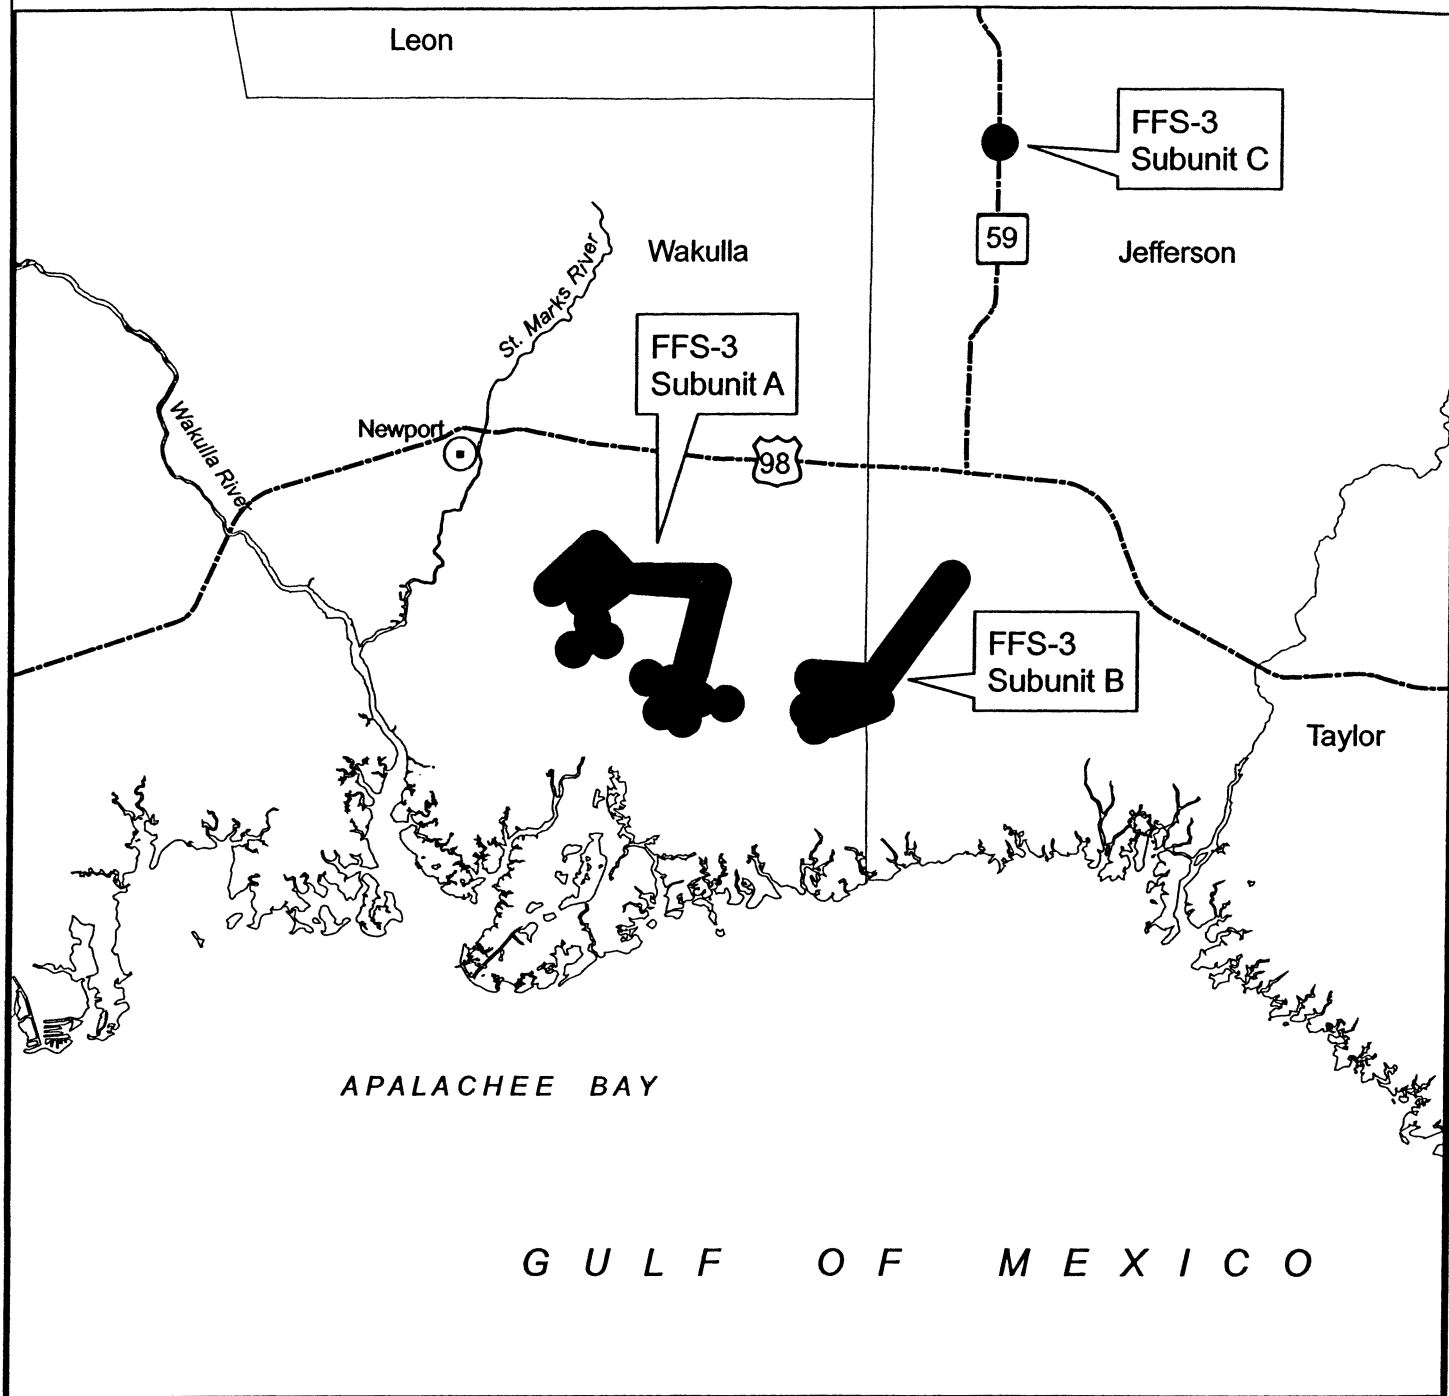 Leon
FFS-3
Subunit C
59
Jefferson
Wakulla
St. Marks River
FFS-3
Subunit A
Wakulla River
Newport
98
FFS-3
Subunit B
Taylor
APALACHEE BAY
GULF OF MEXICO